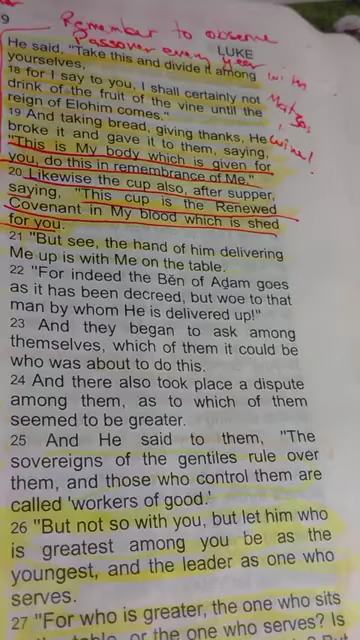 9
Remember to observe
Passover every year
with
Matzos
wine!
LUKE
He said, "Take this and divide it among
yourselves,
18 for I say to you, I shall certainly not
drink of the fruit of the vine until the
reign of Elohim comes."
19 And taking bread, giving thanks, He
broke it and gave it to them, saying,
"This is My body which is given for
you, do this in remembrance of Me."
20 Likewise the cup also, after supper,
saying, "This cup is the Renewed
Covenant in My blood which is shed
for you.
21 "But see, the hand of him delivering
Me up is with Me on the table.
22 "For indeed the Bĕn of Aḏam goes
as it has been decreed, but woe to that
man by whom He is delivered up!"
23 And they began to ask among
themselves, which of them it could be
who was about to do this.
24 And there also took place a dispute
among them, as to which of them
seemed to be greater.
25 And He said to them, "The
sovereigns of the gentiles rule over
them, and those who control them are
called 'workers of good.'
26 "But not so with you, but let him who
is greatest among you be as the
youngest, and the leader as one who
serves.
27 "For who is greater, the one who sits
table, or the one who serves? Is